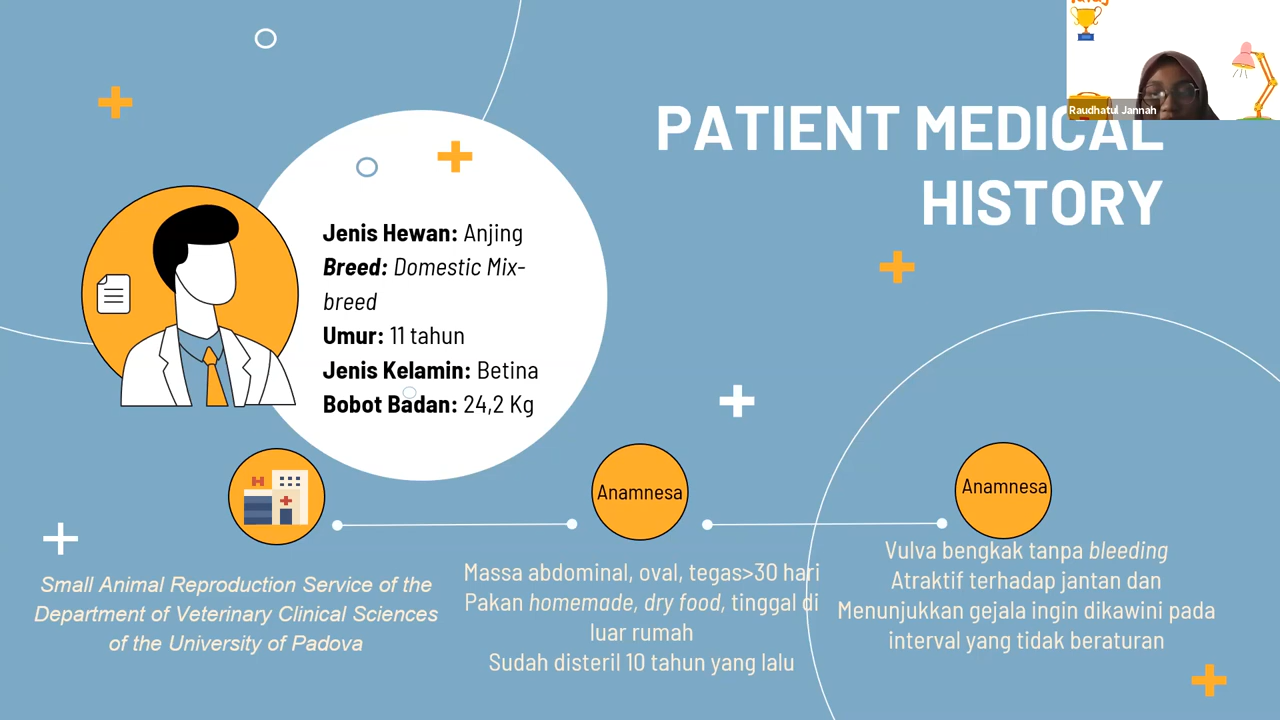 PATIENT MEDICAL
HISTORY
Raudhatul Jannah
Jenis Hewan: Anjing
Breed: Domestic Mix-
breed
Umur: 11 tahun
Jenis Kelamin: Betina
Bobot Badan: 24,2 Kg
H
Small Animal Reproduction Service of the
Department of Veterinary Clinical Sciences
of the University of Padova
Anamnesa
Massa abdominal, oval, tegas>30 hari
Pakan homemade, dry food, tinggal di
luar rumah
Sudah disteril 10 tahun yang lalu
Anamnesa
Vulva bengkak tanpa bleeding
Atraktif terhadap jantan dan
Menunjukkan gejala ingin dikawini pada
interval yang tidak beraturan